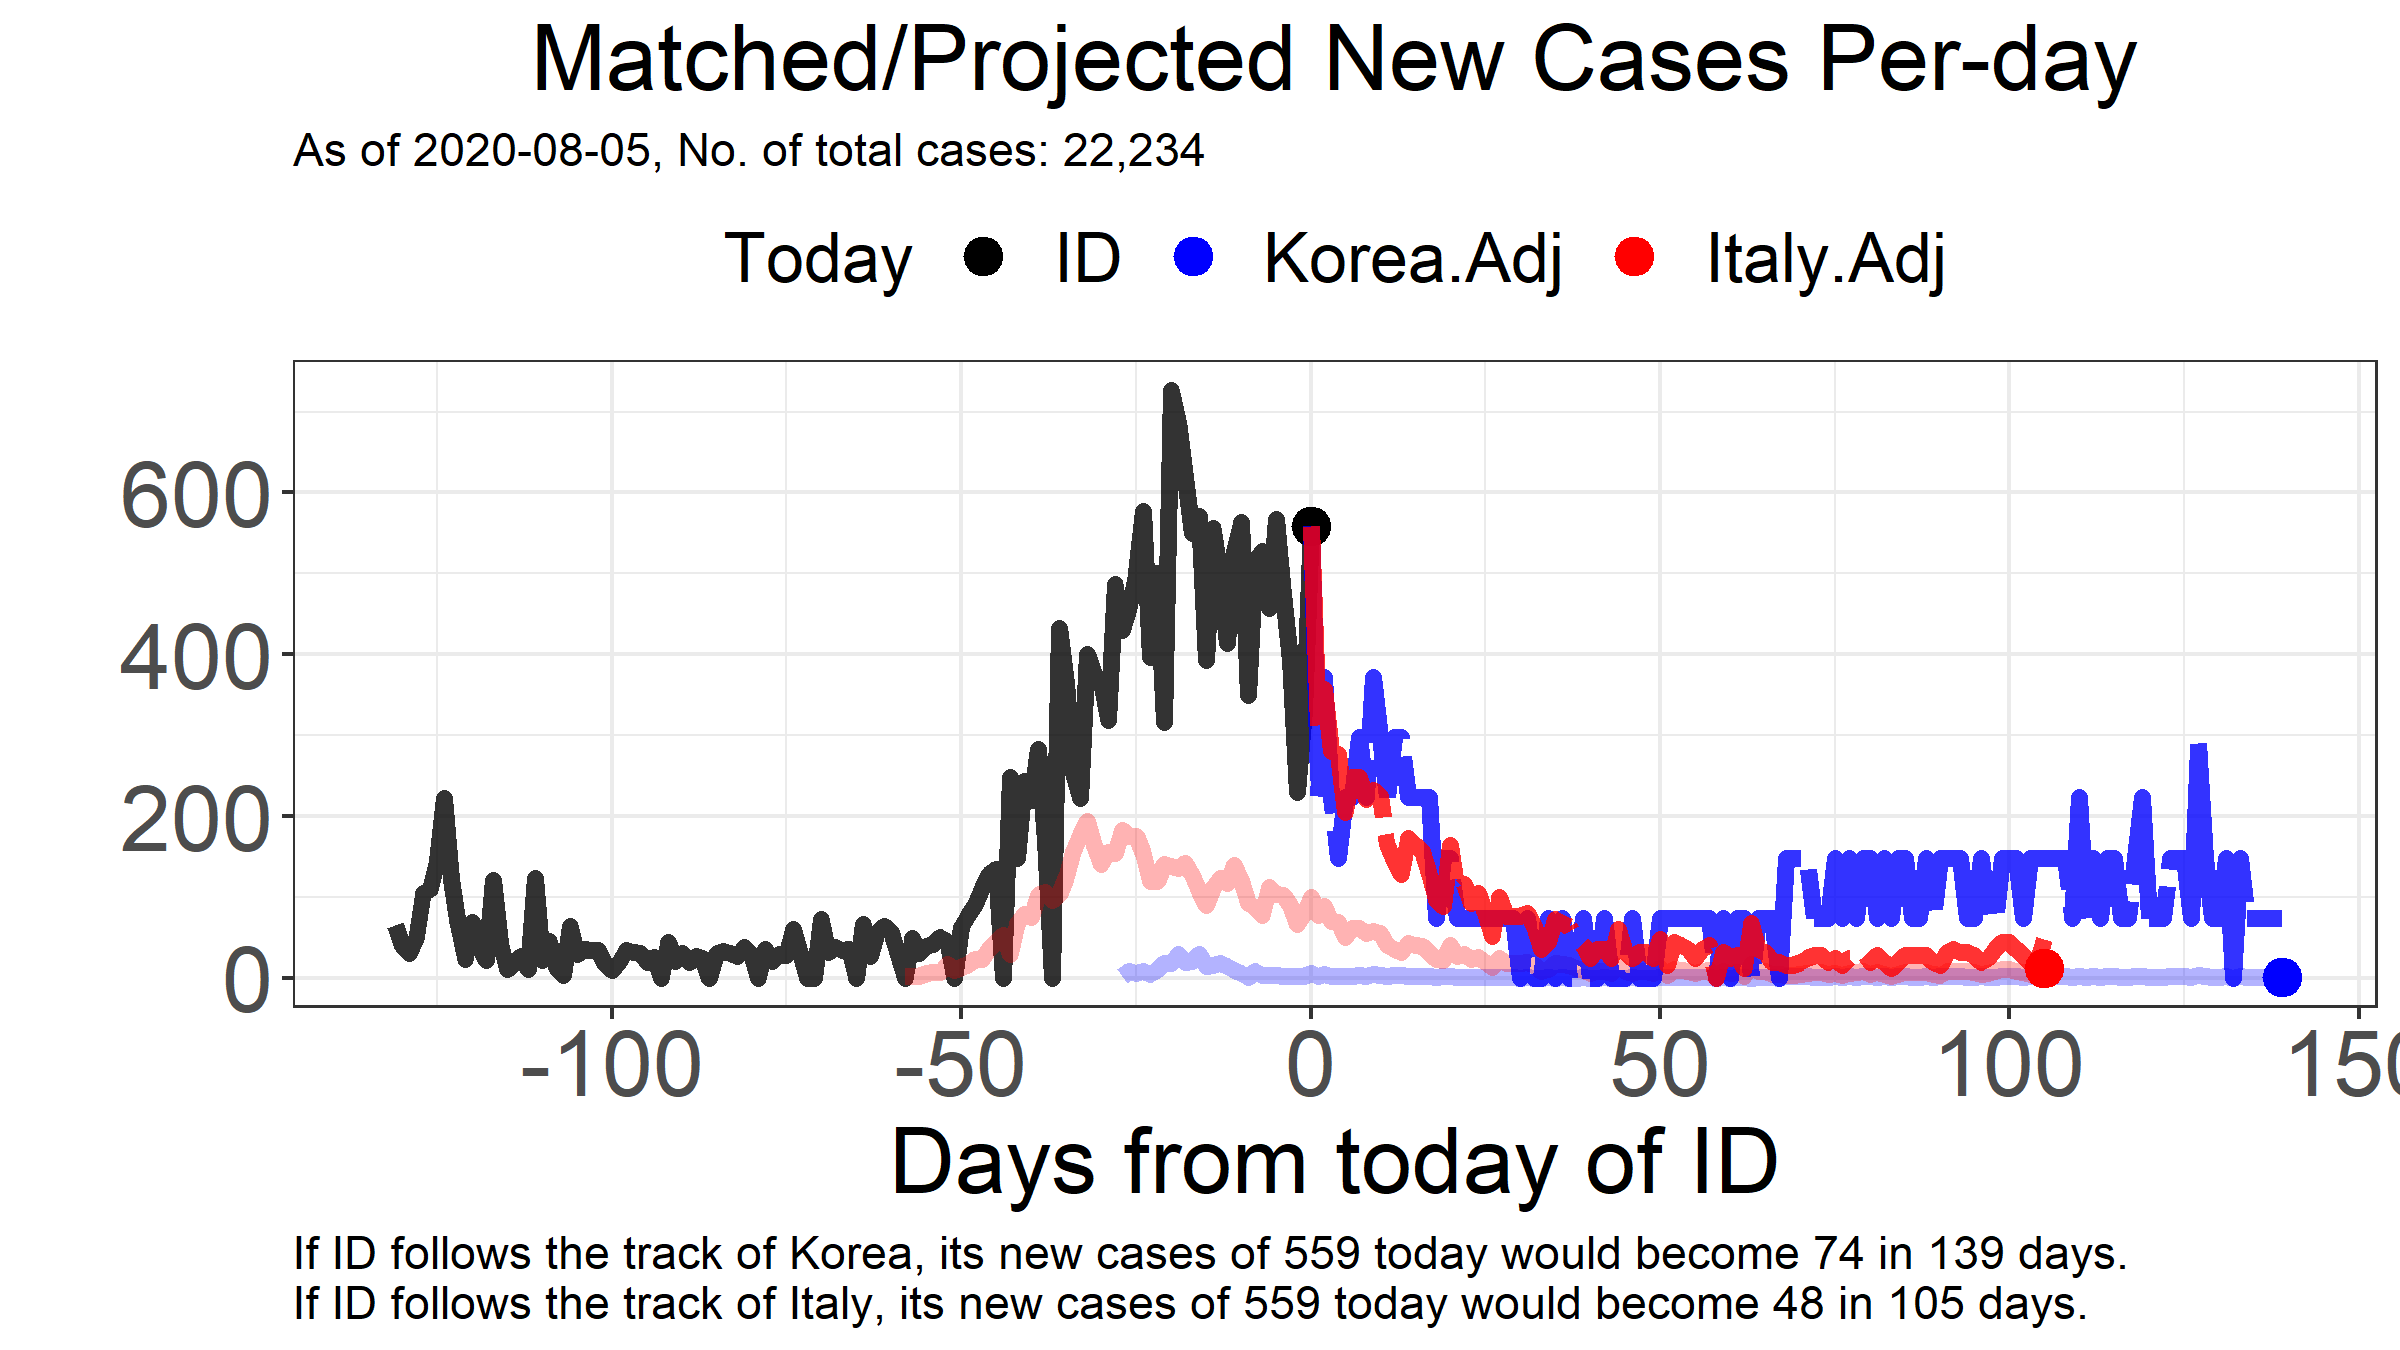 Matched/Projected New Cases Per-day
As of 2020-08-05, No. of total cases: 22,234
Today ID Korea.Adj Italy.Adj
600
400
200
0
-100 -50 0 50 100 150
Days from today of ID
If ID follows the track of Korea, its new cases of 559 today would become 74 in 139 days.
If ID follows the track of Italy, its new cases of 559 today would become 48 in 105 days.